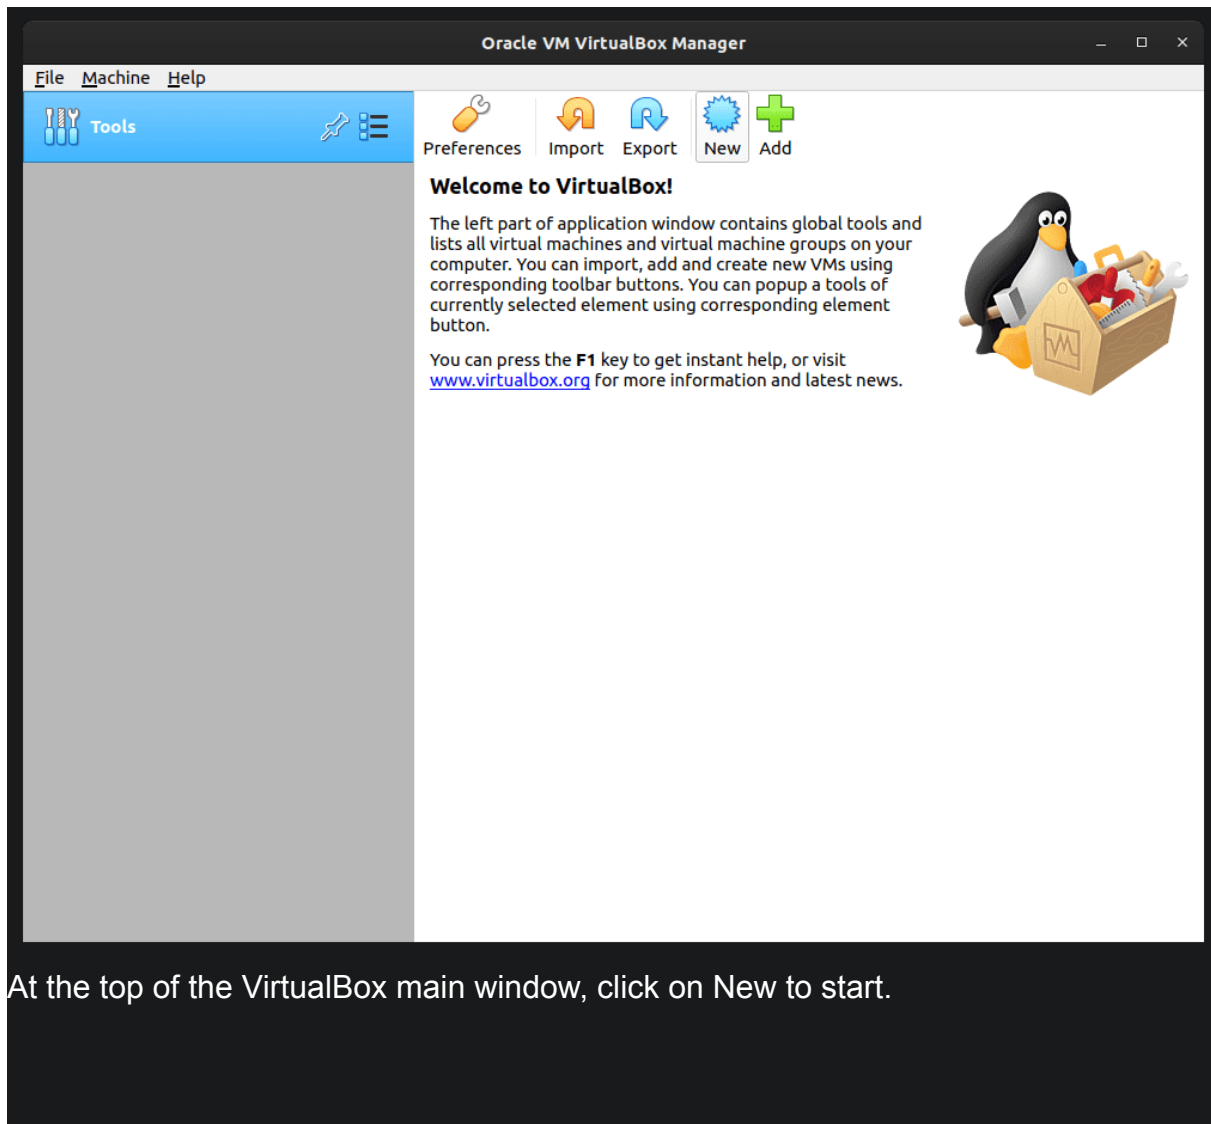 Oracle VM VirtualBox Manager
File Machine Help
Tools
Preferences Import Export New Add
Welcome to VirtualBox!
The left part of application window contains global tools and
lists all virtual machines and virtual machine groups on your
computer. You can import, add and create new VMs using
corresponding toolbar buttons. You can popup a tools of
currently selected element using corresponding element
button.
You can press the F1 key to get instant help, or visit
www.virtualbox.org for more information and latest news.
At the top of the VirtualBox main window, click on New to start.